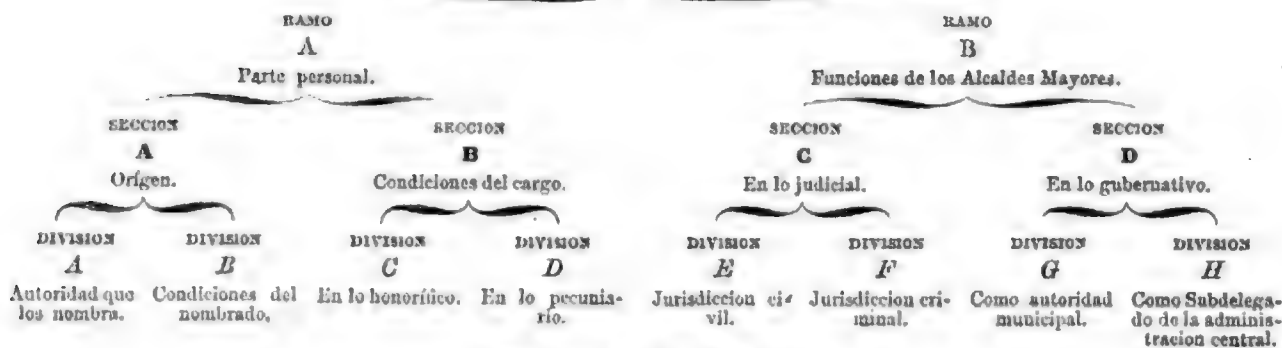 RAMO
A
Parte personal.
RAMO
B
Funciones de los Alcaldes Mayores.
SECCION
A
Orígen.
SECCION
B
Condiciones del cargo.
SECCION
C
En lo judicial.
SECCION
D
En lo gubernativo.
DIVISION
A
Autoridad que
los nombra.
DIVISION
B
Condiciones del
nombrado.
DIVISION
C
En lo honorífico.
DIVISION
D
En lo pecunia-
rio.
DIVISION
E
Jurisdiccion ci-
vil.
DIVISION
F
Jurisdiccion cri-
minal.
DIVISION
G
Como autoridad
municipal.
DIVISION
H
Como Subdelega-
do de la adminis-
tracion central.